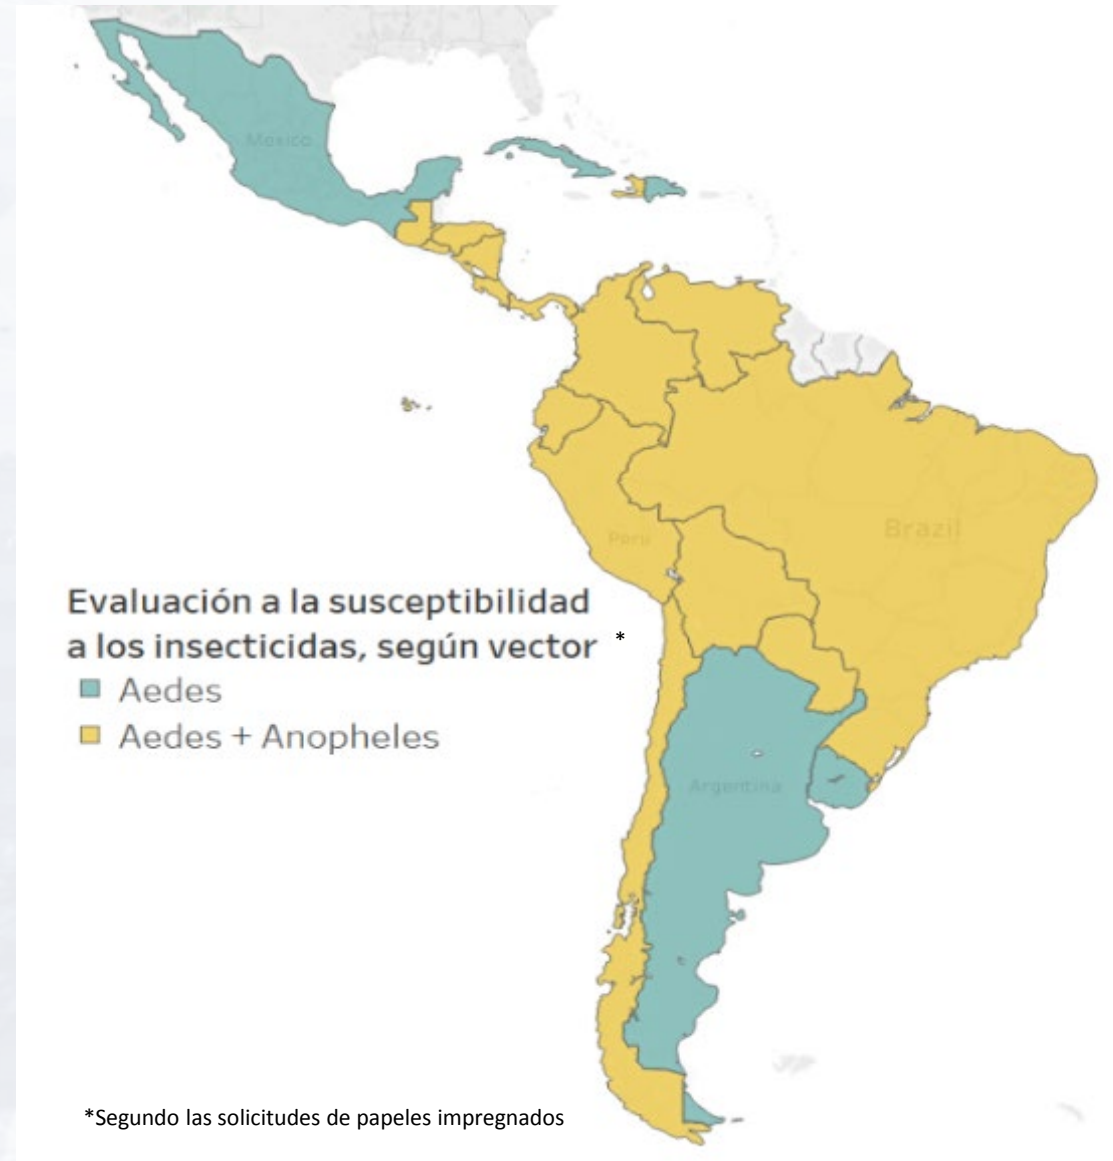 Mexico
Brazil
Peru
Evaluación a la susceptibilidad
a los insecticidas, según vector *
Aedes
Aedes + Anopheles
Argentina
*Segundo las solicitudes de papeles impregnados